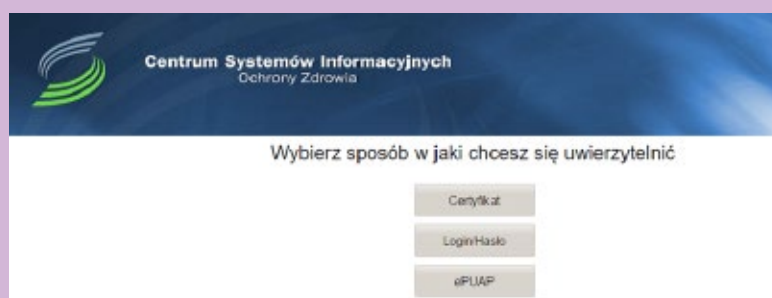 Centrum Systemów Informacyjnych
Ochrony Zdrowia
Wybierz sposób w jaki chcesz się uwierzytelnić
Certyfikat
Login/Hasło
ePUAP